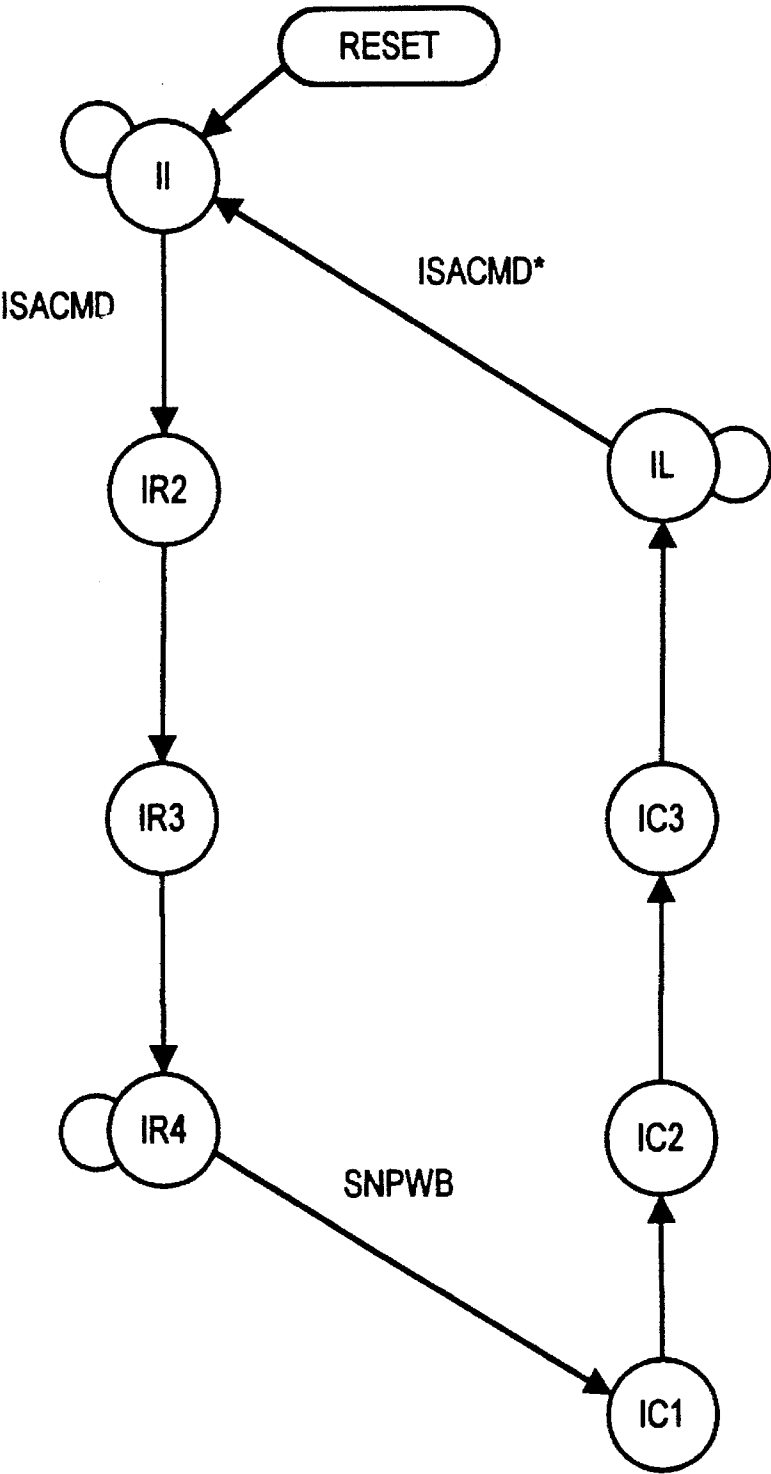 RESET
II
ISACMD
ISACMD*
IL
IR2
IR3
IC3
IR4
IC2
SNPWB
IC1